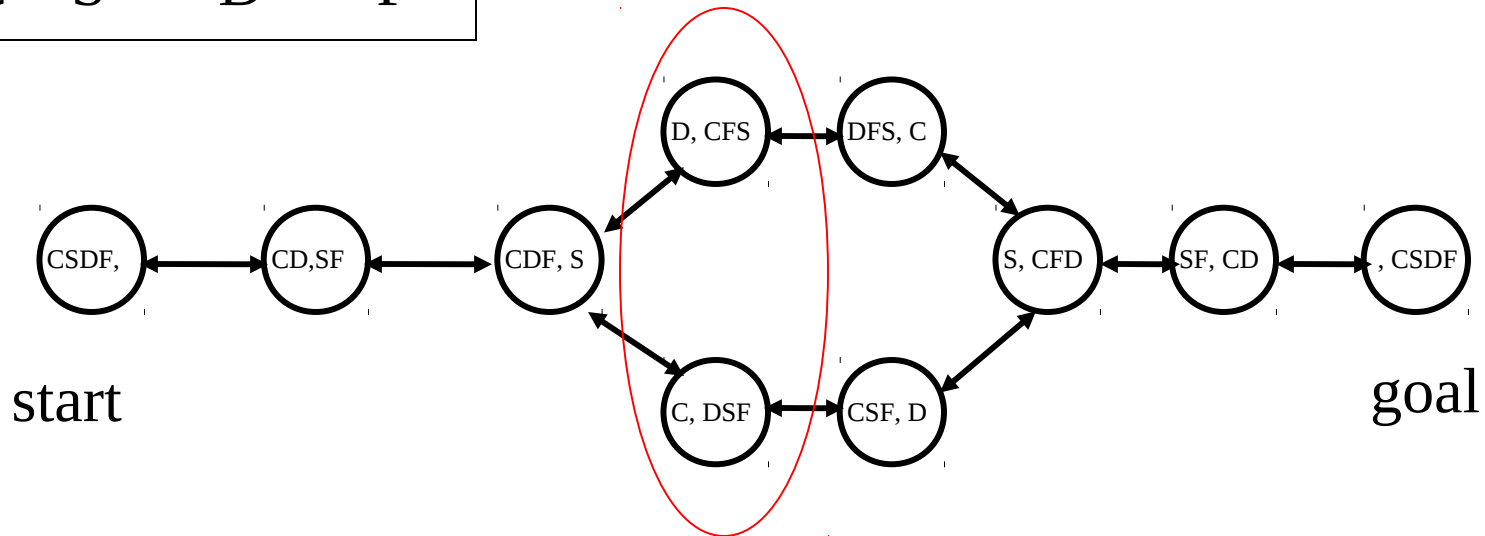 D, CFS
DFS, C
CSDF,
CD,SF
CDF, S
S, CFD
SF, CD
, CSDF
start
goal
C, DSF
CSF, D